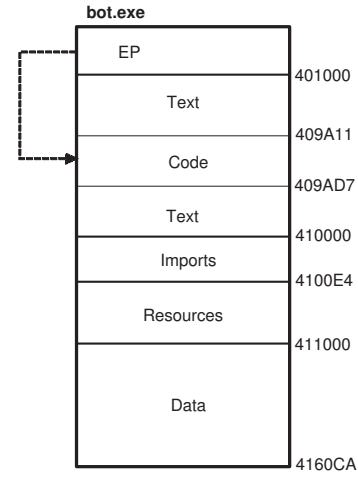 bot.exe
EP
401000
Text
409A11
Code
409AD7
Text
410000
Imports
4100E4
Resources
411000
Data
4160CA